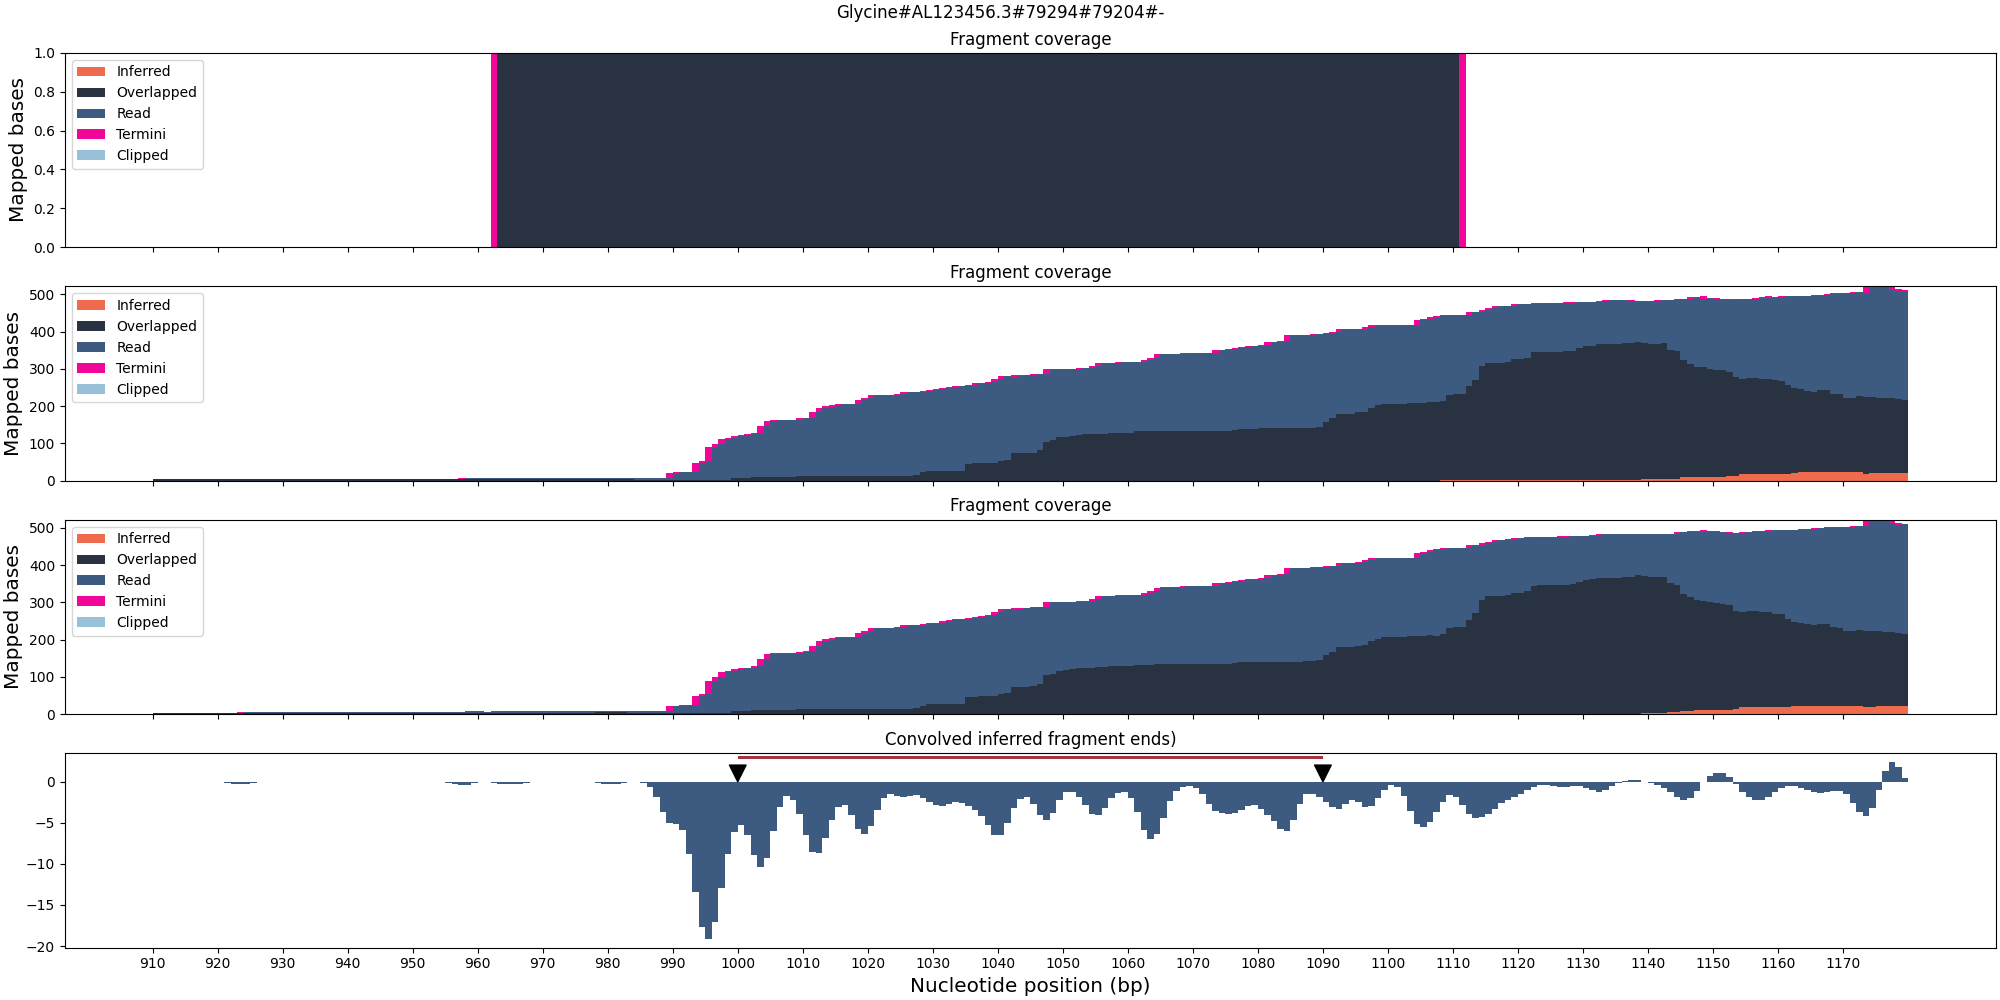 Glycine#AL123456.3#79294#79204#-
Fragment coverage
Mapped bases
1.0
0.8
0.6
0.4
0.2
0.0
Inferred
Overlapped
Read
Termini
Clipped
Fragment coverage
Mapped bases
500
400
300
200
100
0
Inferred
Overlapped
Read
Termini
Clipped
Fragment coverage
Mapped bases
500
400
300
200
100
0
Inferred
Overlapped
Read
Termini
Clipped
Convolved inferred fragment ends)
0
−5
−10
−15
−20
910 920 930 940 950 960 970 980 990 1000 1010 1020 1030 1040 1050 1060 1070 1080 1090 1100 1110 1120 1130 1140 1150 1160 1170
Nucleotide position (bp)